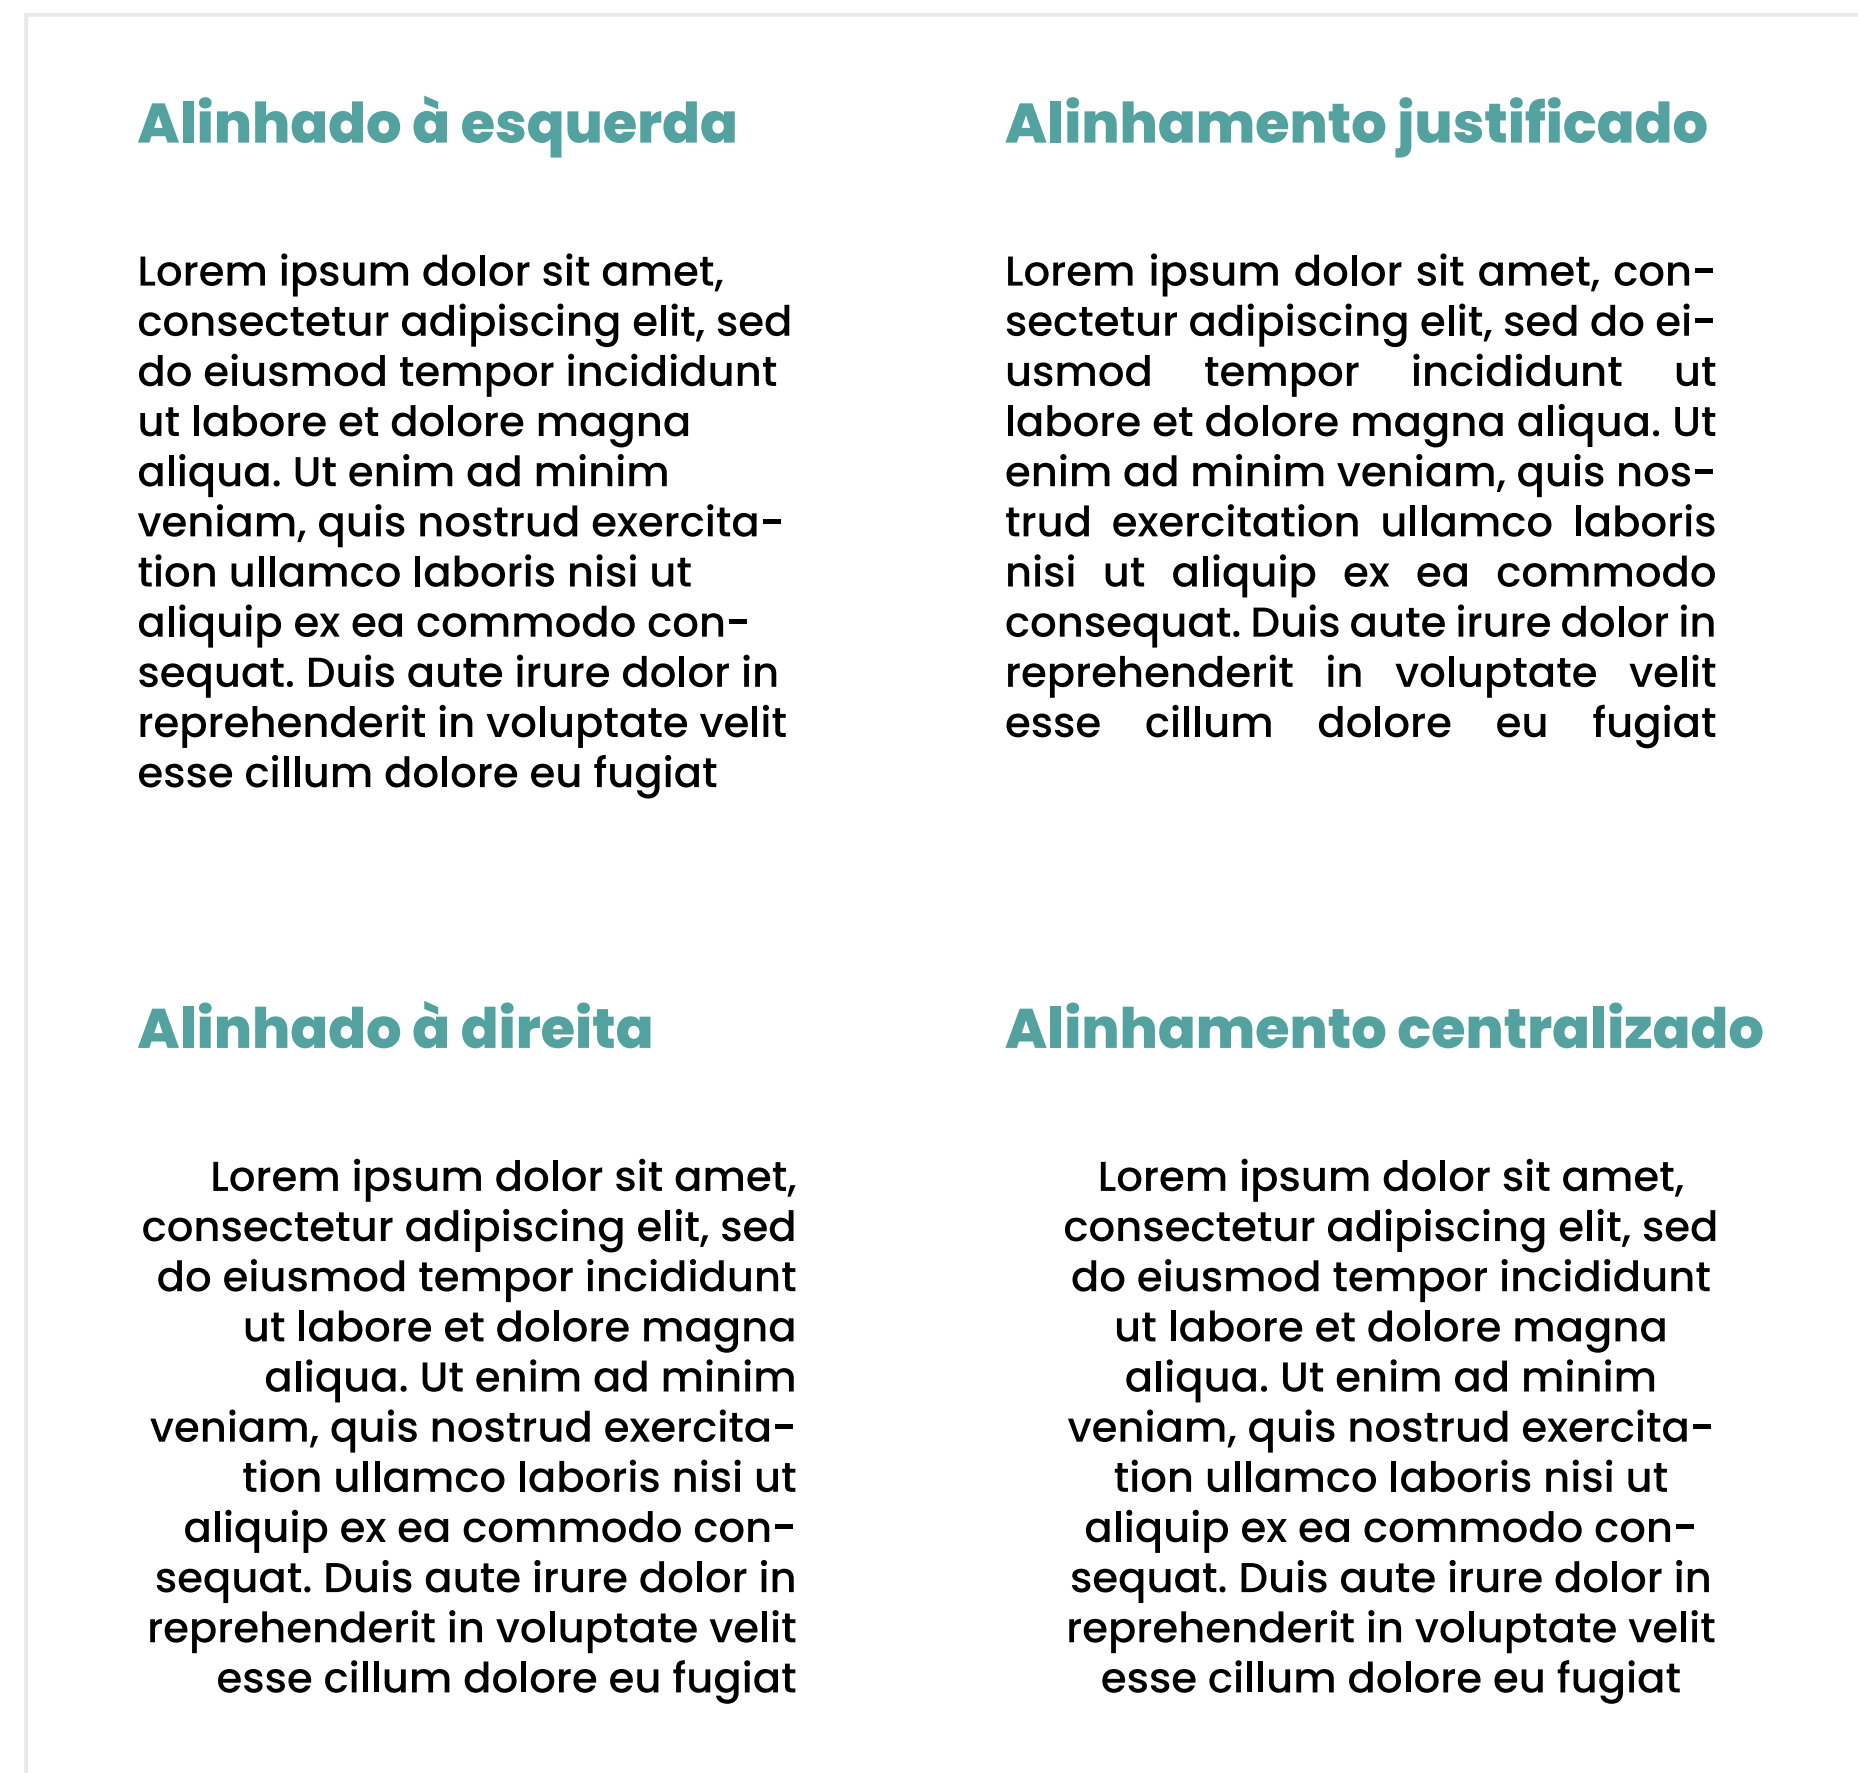 Alinhado à esquerda
Lorem ipsum dolor sit amet,
consectetur adipiscing elit, sed
do eiusmod tempor incididunt
ut labore et dolore magna
aliqua. Ut enim ad minim
veniam, quis nostrud exercita-
tion ullamco laboris nisi ut
aliquip ex ea commodo con-
sequat. Duis aute irure dolor in
reprehenderit in voluptate velit
esse cillum dolore eu fugiat
Alinhamento justificado
Lorem ipsum dolor sit amet, con-
sectetur adipiscing elit, sed do ei-
usmod tempor incididunt ut
labore et dolore magna aliqua. Ut
enim ad minim veniam, quis nos-
trud exercitation ullamco laboris
nisi ut aliquip ex ea commodo
consequat. Duis aute irure dolor in
reprehenderit in voluptate velit
esse cillum dolore eu fugiat
Alinhado à direita
Lorem ipsum dolor sit amet,
consectetur adipiscing elit, sed
do eiusmod tempor incididunt
ut labore et dolore magna
aliqua. Ut enim ad minim
veniam, quis nostrud exercita-
tion ullamco laboris nisi ut
aliquip ex ea commodo con-
sequat. Duis aute irure dolor in
reprehenderit in voluptate velit
esse cillum dolore eu fugiat
Alinhamento centralizado
Lorem ipsum dolor sit amet,
consectetur adipiscing elit, sed
do eiusmod tempor incididunt
ut labore et dolore magna
aliqua. Ut enim ad minim
veniam, quis nostrud exercita-
tion ullamco laboris nisi ut
aliquip ex ea commodo con-
sequat. Duis aute irure dolor in
reprehenderit in voluptate velit
esse cillum dolore eu fugiat